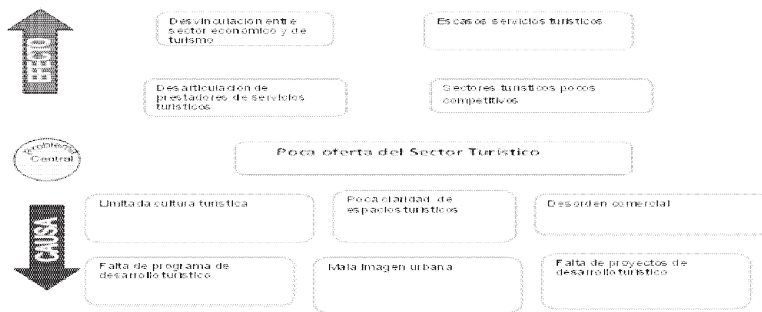 Desvinculación entre
sector económico y de
turismo
Escasos servicios turísticos
EFECTO
Desarticulación de
prestadores de servicios
turísticos
Sectores turísticos pocos
competitivos
Problema
Central
Poca oferta del Sector Turístico
Limitada cultura turística
Poca claridad de
espacios turísticos
Desorden comercial
CAUSA
Falta de programa de
desarrollo turístico
Mala Imagen urbana
Falta de proyectos de
desarrollo turístico